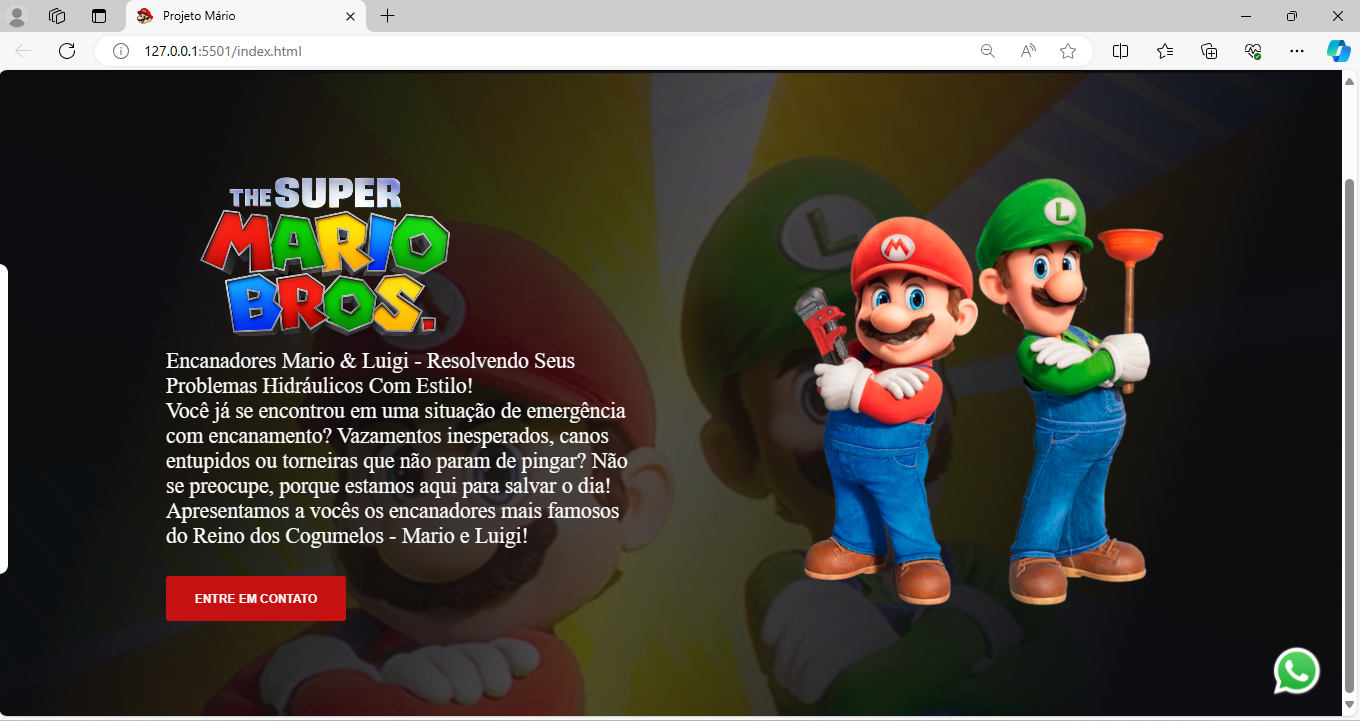 Projeto Mário
127.0.0.1:5501/index.html
THE SUPER
MARIO
BROS.
L
M
L
Encanadores Mario & Luigi - Resolvendo Seus
Problemas Hidráulicos Com Estilo!
Você já se encontrou em uma situação de emergência
com encanamento? Vazamentos inesperados, canos
entupidos ou torneiras que não param de pingar? Não
se preocupe, porque estamos aqui para salvar o dia!
Apresentamos a vocês os encanadores mais famosos
do Reino dos Cogumelos - Mario e Luigi!
ENTRE EM CONTATO